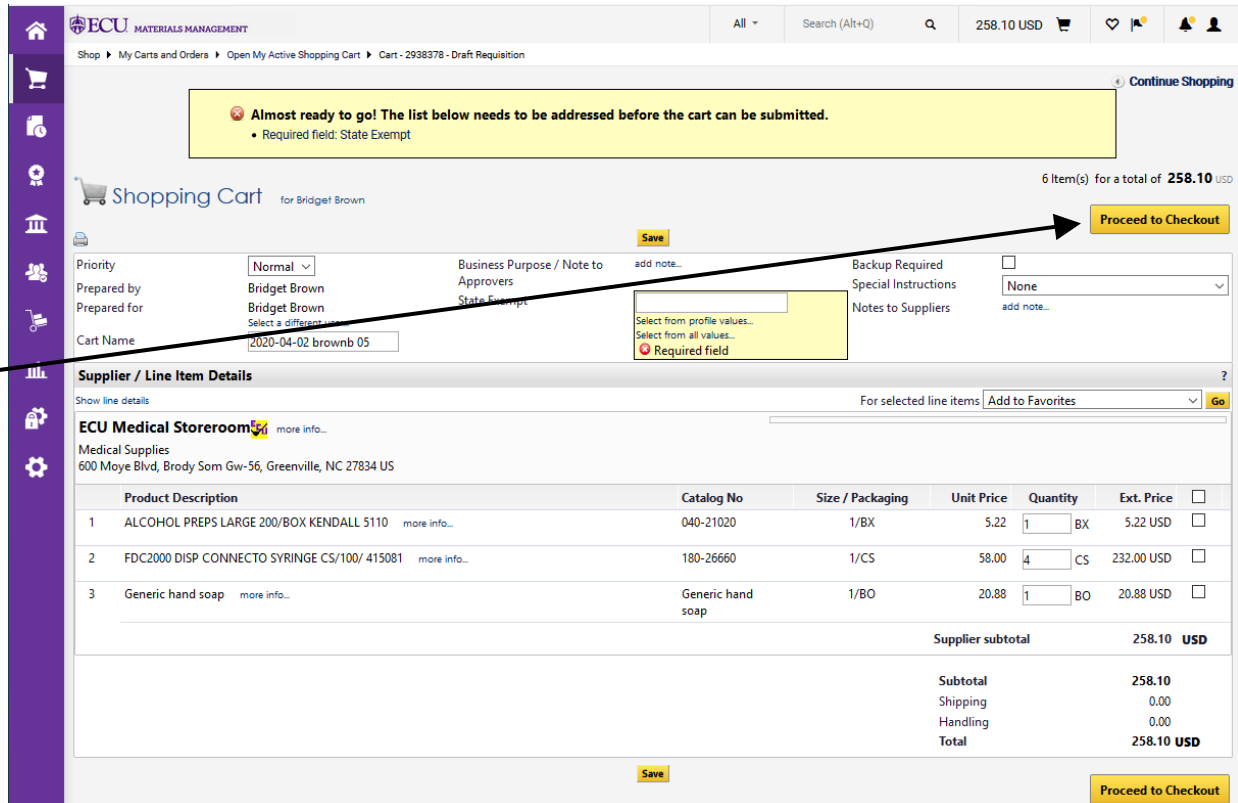 ECU MATERIALS MANAGEMENT All Search (Alt+Q) 258.10 USD
Shop My Carts and Orders Open My Active Shopping Cart Cart - 2938378 - Draft Requisition
Continue Shopping
Almost ready to go! The list below needs to be addressed before the cart can be submitted.
• Required field: State Exempt
6 Item(s) for a total of 258.10 USD
Shopping Cart for Bridget Brown
Proceed to Checkout
Save
Priority Normal Business Purpose / Note to Approvers add note... Backup Required
Prepared by Bridget Brown Special Instructions None
Prepared for Bridget Brown State Exempt Notes to Suppliers add note...
Select a different user...
Select from profile values...
Select from all values...
Cart Name 2020-04-02 brownb 05 Required field
Supplier / Line Item Details ?
Show line details For selected line items Add to Favorites Go
ECU Medical Storeroom more info...
Medical Supplies
600 Moye Blvd, Brody Som Gw-56, Greenville, NC 27834 US
Product Description Catalog No Size / Packaging Unit Price Quantity Ext. Price
1 ALCOHOL PREPS LARGE 200/BOX KENDALL 5110 more info... 040-21020 1/BX 5.22 1 BX 5.22 USD
2 FDC2000 DISP CONNECTO SYRINGE CS/100/ 415081 more info... 180-26660 1/CS 58.00 4 CS 232.00 USD
3 Generic hand soap more info... Generic hand soap 1/BO 20.88 1 BO 20.88 USD
Supplier subtotal 258.10 USD
Subtotal 258.10
Shipping 0.00
Handling 0.00
Total 258.10 USD
Save
Proceed to Checkout